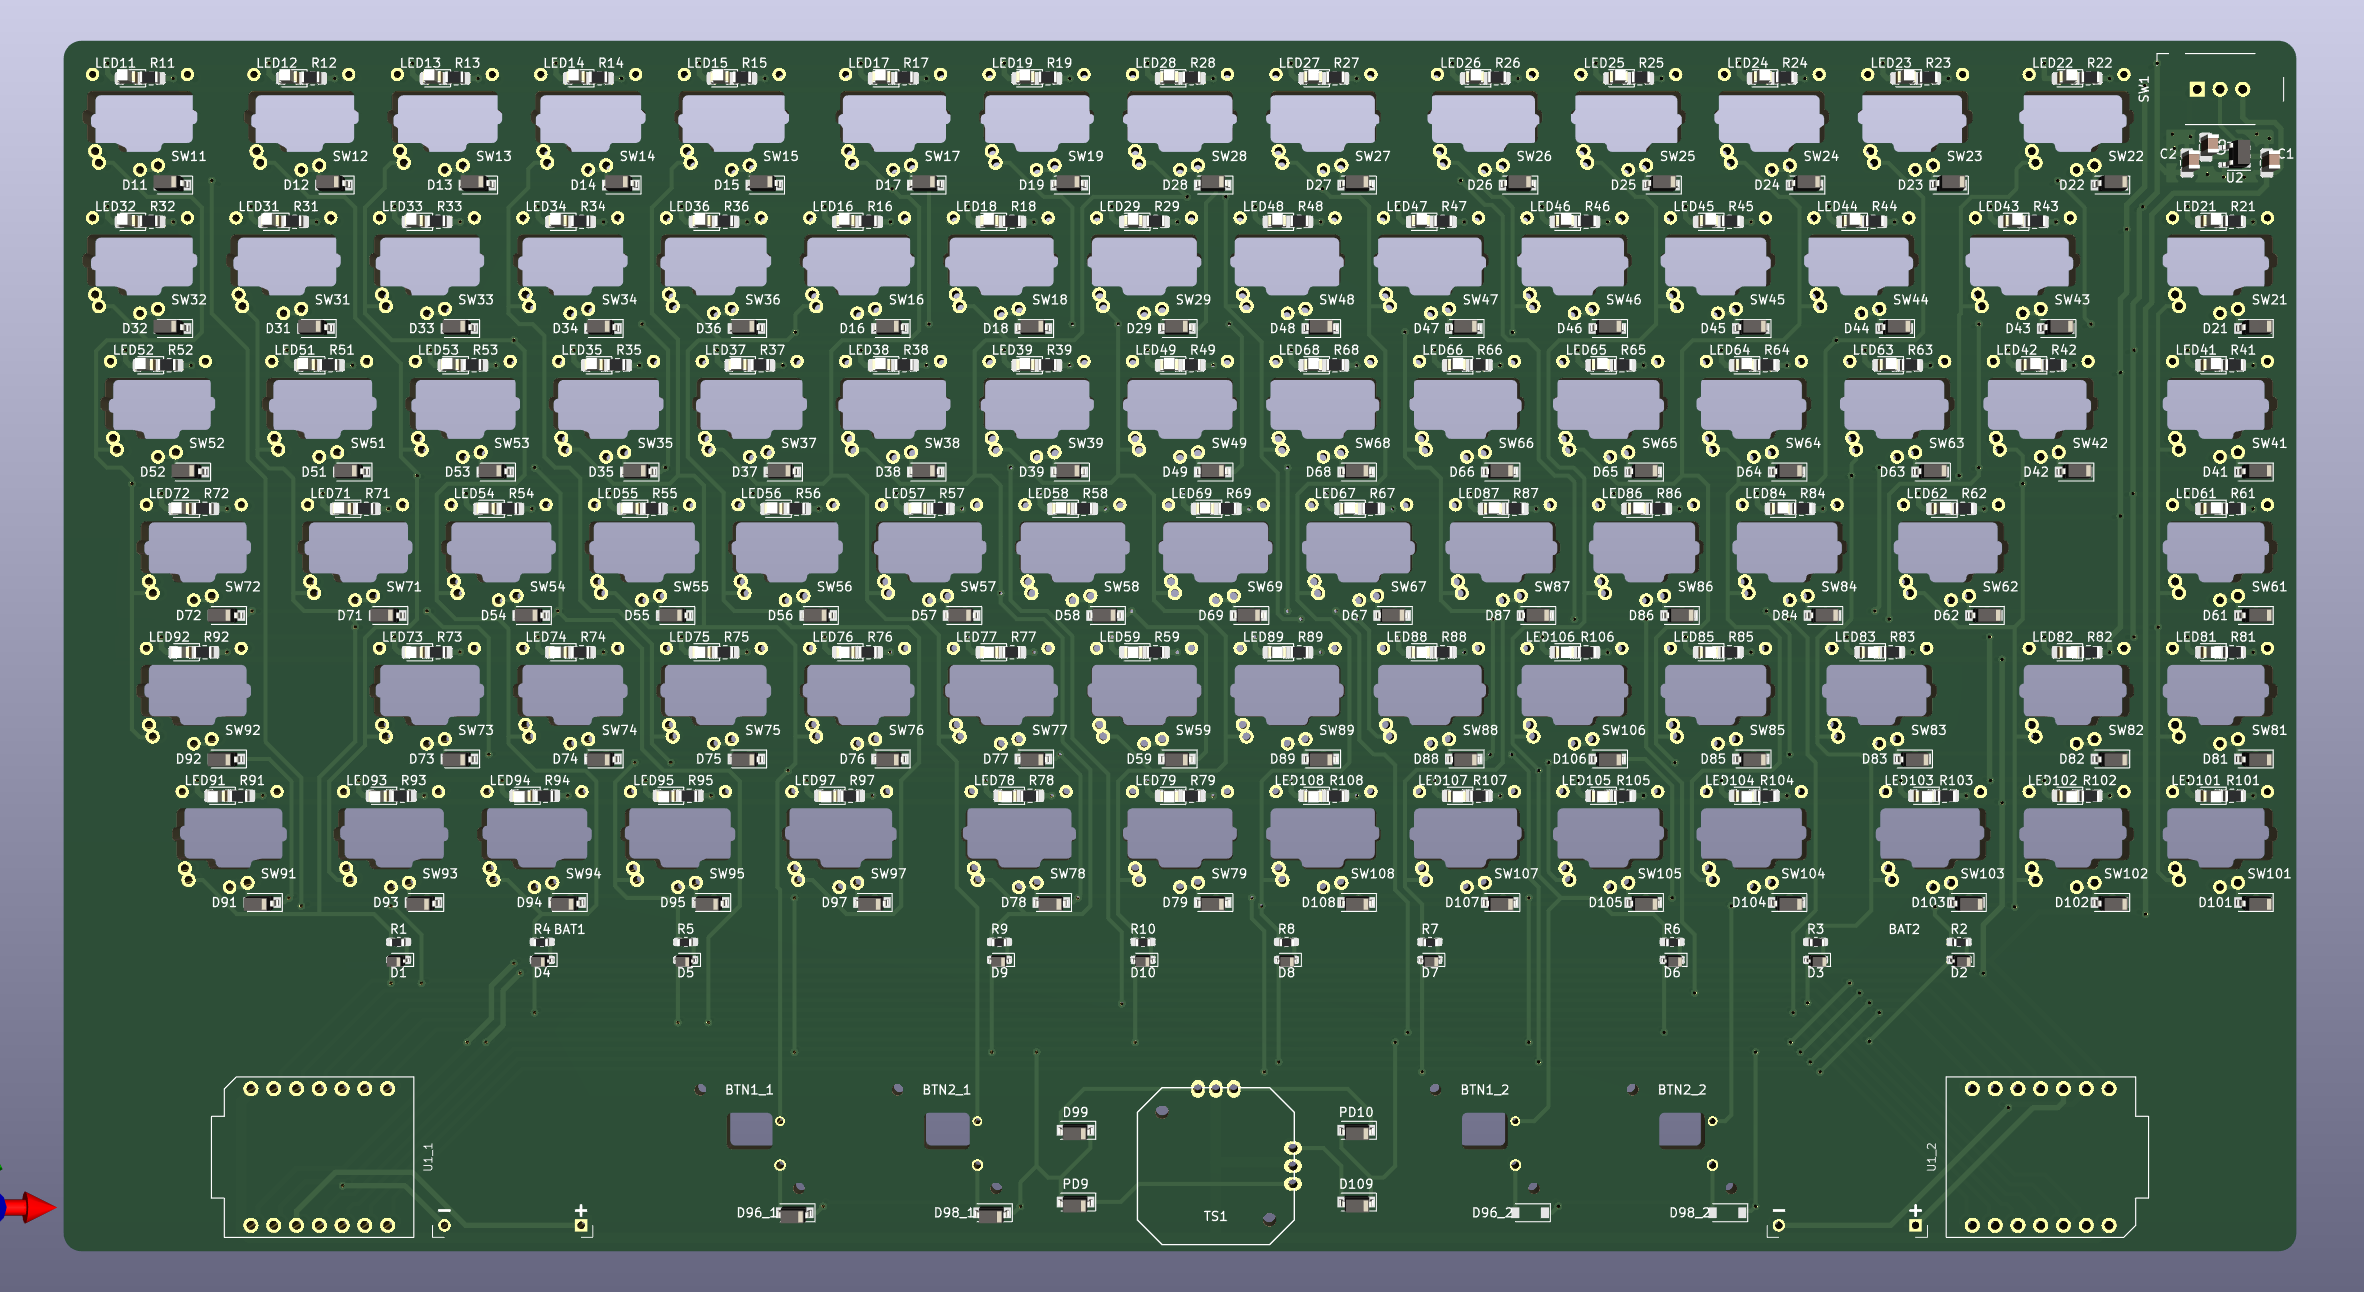 LED11 R11 LED12 R12 LED13 R13 LED14 R14 LED15 R15 LED17 R17 LED19 R19 LED28 R28 LED27 R27 LED26 R26 LED25 R25 LED24 R24 LED23 R23 LED22 R22
SW1
SW11 SW12 SW13 SW14 SW15 SW17 SW19 SW28 SW27 SW26 SW25 SW24 SW23 SW22 C2 C1
D11 D12 D13 D14 D15 D17 D19 D28 D27 D26 D25 D24 D23 D22 U2
LED32 R32 LED31 R31 LED33 R33 LED34 R34 LED36 R36 LED16 R16 LED18 R18 LED29 R29 LED48 R48 LED47 R47 LED46 R46 LED45 R45 LED44 R44 LED43 R43 LED21 R21
SW32 SW31 SW33 SW34 SW36 SW16 SW18 SW29 SW48 SW47 SW46 SW45 SW44 SW43 SW21
D32 D31 D33 D34 D36 D16 D18 D29 D48 D47 D46 D45 D44 D43 D21
LED52 R52 LED51 R51 LED53 R53 LED35 R35 LED37 R37 LED38 R38 LED39 R39 LED49 R49 LED68 R68 LED66 R66 LED65 R65 LED64 R64 LED63 R63 LED42 R42 LED41 R41
SW52 SW51 SW53 SW35 SW37 SW38 SW39 SW49 SW68 SW66 SW65 SW64 SW63 SW42 SW41
D52 D51 D53 D35 D37 D38 D39 D49 D68 D66 D65 D64 D63 D42 D41
LED72 R72 LED71 R71 LED54 R54 LED55 R55 LED56 R56 LED57 R57 LED58 R58 LED69 R69 LED67 R67 LED87 R87 LED86 R86 LED84 R84 LED62 R62 LED61 R61
SW72 SW71 SW54 SW55 SW56 SW57 SW58 SW69 SW67 SW87 SW86 SW84 SW62 SW61
D72 D71 D54 D55 D56 D57 D58 D69 D67 D87 D86 D84 D62 D61
LED92 R92 LED73 R73 LED74 R74 LED75 R75 LED76 R76 LED77 R77 LED59 R59 LED89 R89 LED88 R88 LED106 R106 LED85 R85 LED83 R83 LED82 R82 LED81 R81
SW92 SW73 SW74 SW75 SW76 SW77 SW59 SW89 SW88 SW106 SW85 SW83 SW82 SW81
D92 D73 D74 D75 D76 D77 D59 D89 D88 D106 D85 D83 D82 D81
LED91 R91 LED93 R93 LED94 R94 LED95 R95 LED97 R97 LED78 R78 LED79 R79 LED108 R108 LED107 R107 LED105 R105 LED104 R104 LED103 R103 LED102 R102 LED101 R101
SW91 SW93 SW94 SW95 SW97 SW78 SW79 SW108 SW107 SW105 SW104 SW103 SW102 SW101
D91 D93 D94 D95 D97 D78 D79 D108 D107 D105 D104 D103 D102 D101
R1 R4 BAT1 R5 R9 R10 R8 R7 R6 R3 BAT2 R2
D1 D4 D5 D9 D10 D8 D7 D6 D3 D2
BTN1_1 BTN2_1 BTN1_2 BTN2_2
D99 PD10
U1_1 U1_2
PD9 D109
− + D96_1 D98_1 TS1 D96_2 D98_2 − +